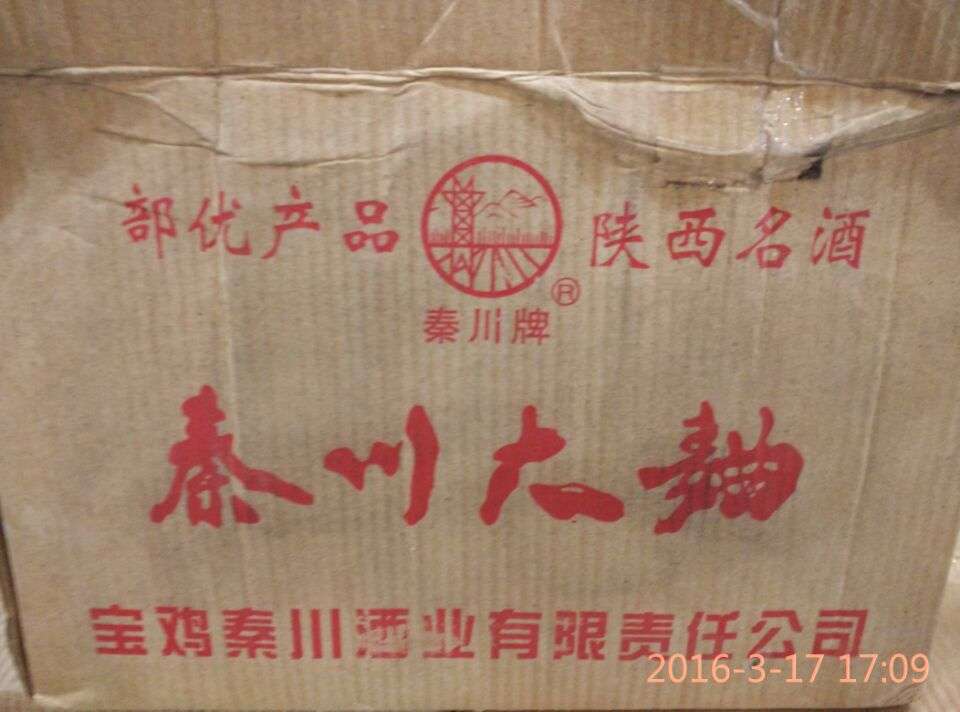 部优产品 陕西名酒
®
秦川牌
秦川大麯
宝鸡秦川酒业有限责任公司
2016-3-17 17:09